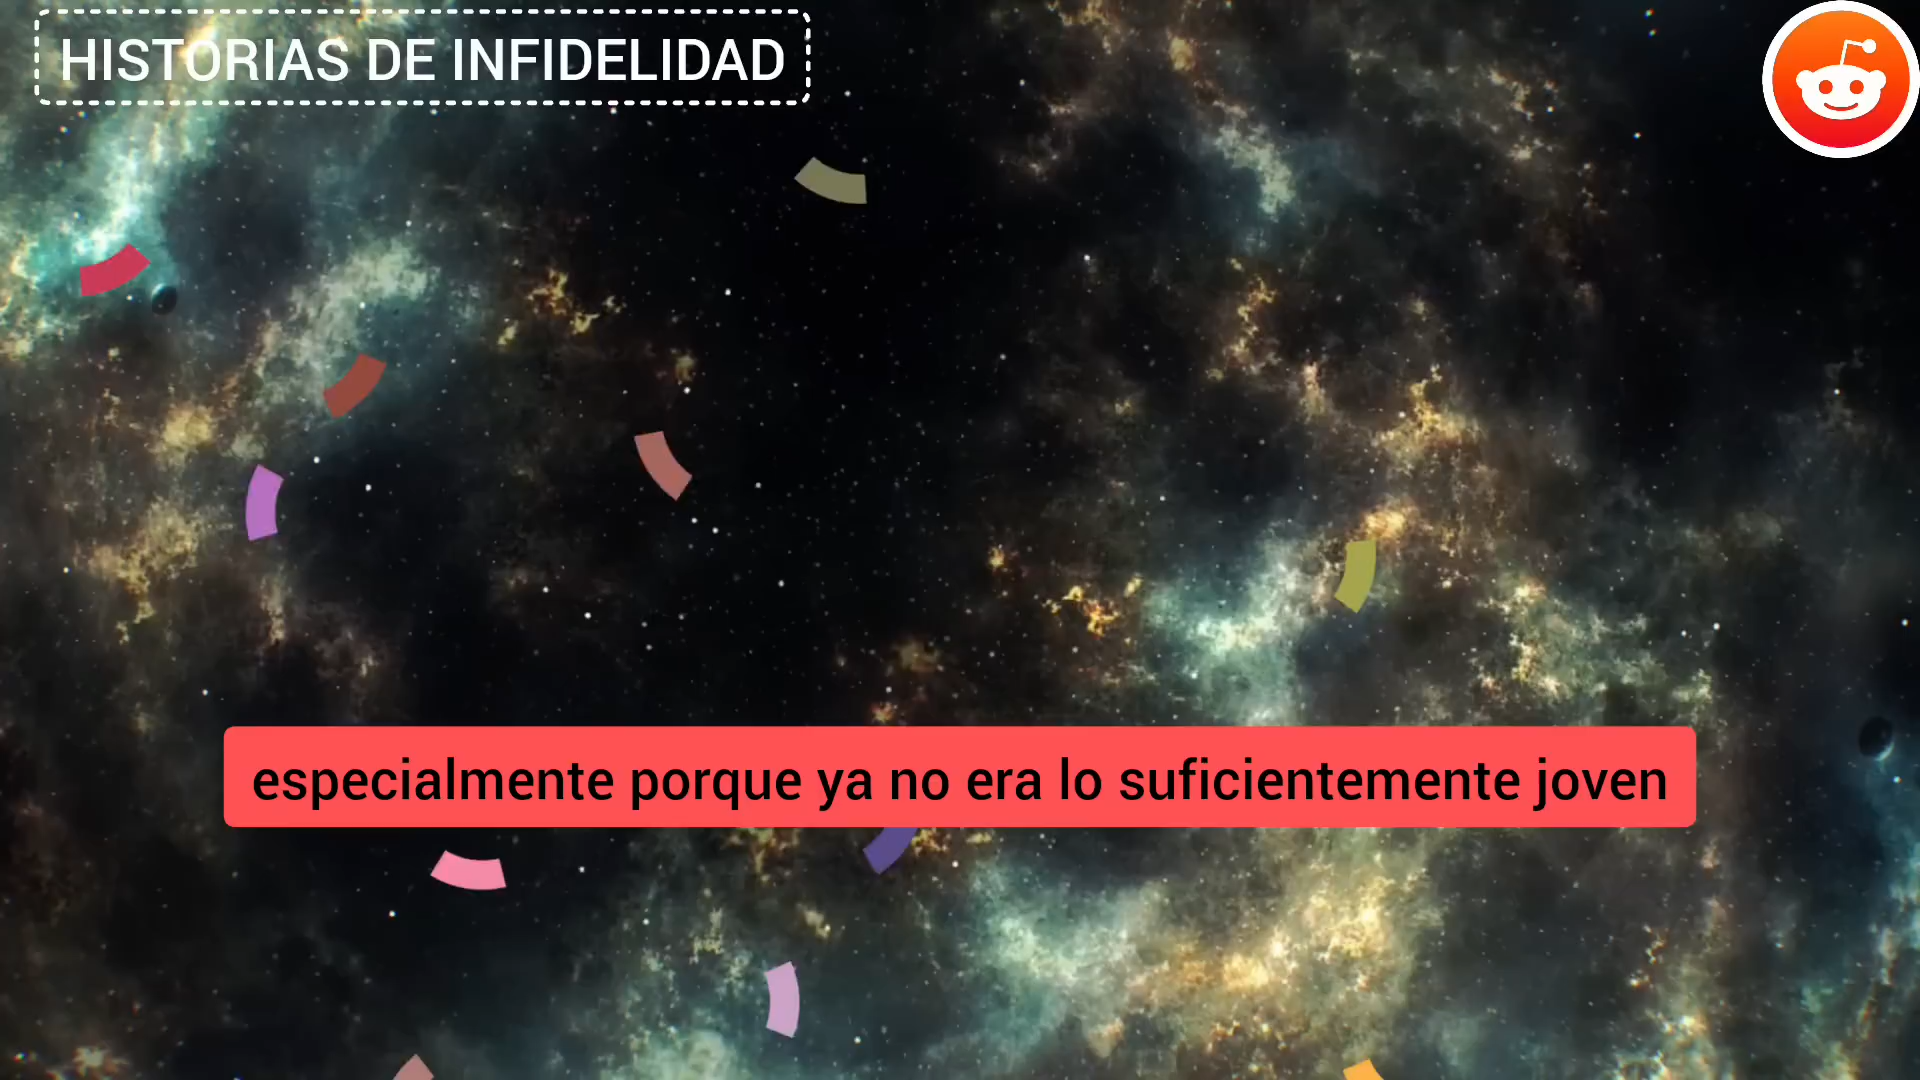 HISTORIAS DE INFIDELIDAD
especialmente porque ya no era lo suficientemente joven